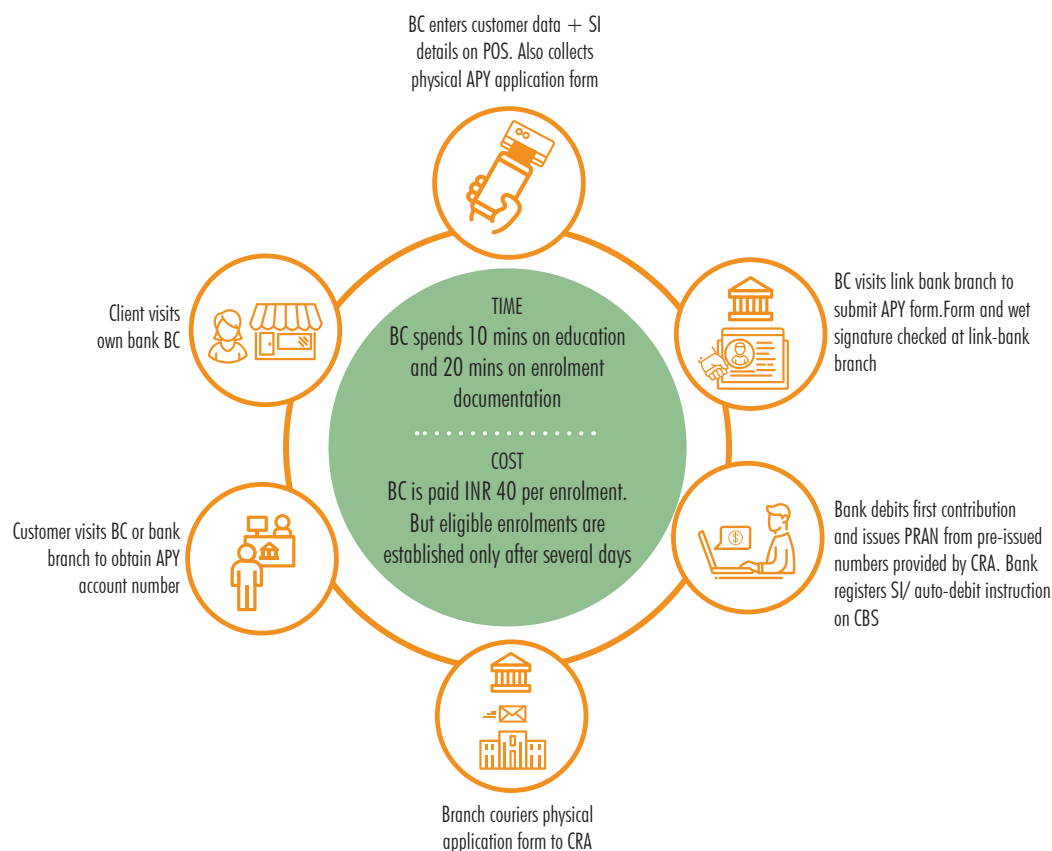 BC enters customer data + SI
details on POS. Also collects
physical APY application form
Client visits
own bank BC
BC visits link bank branch to
submit APY form.Form and wet
signature checked at link-bank
branch
TIME
BC spends 10 mins on education
and 20 mins on enrolment
documentation
COST
BC is paid INR 40 per enrolment.
But eligible enrolments are
established only after several days
Customer visits BC or bank
branch to obtain APY
account number
Bank debits first contribution
and issues PRAN from pre-issued
numbers provided by CRA. Bank
registers SI/ auto-debit instruction
on CBS
Branch couriers physical
application form to CRA